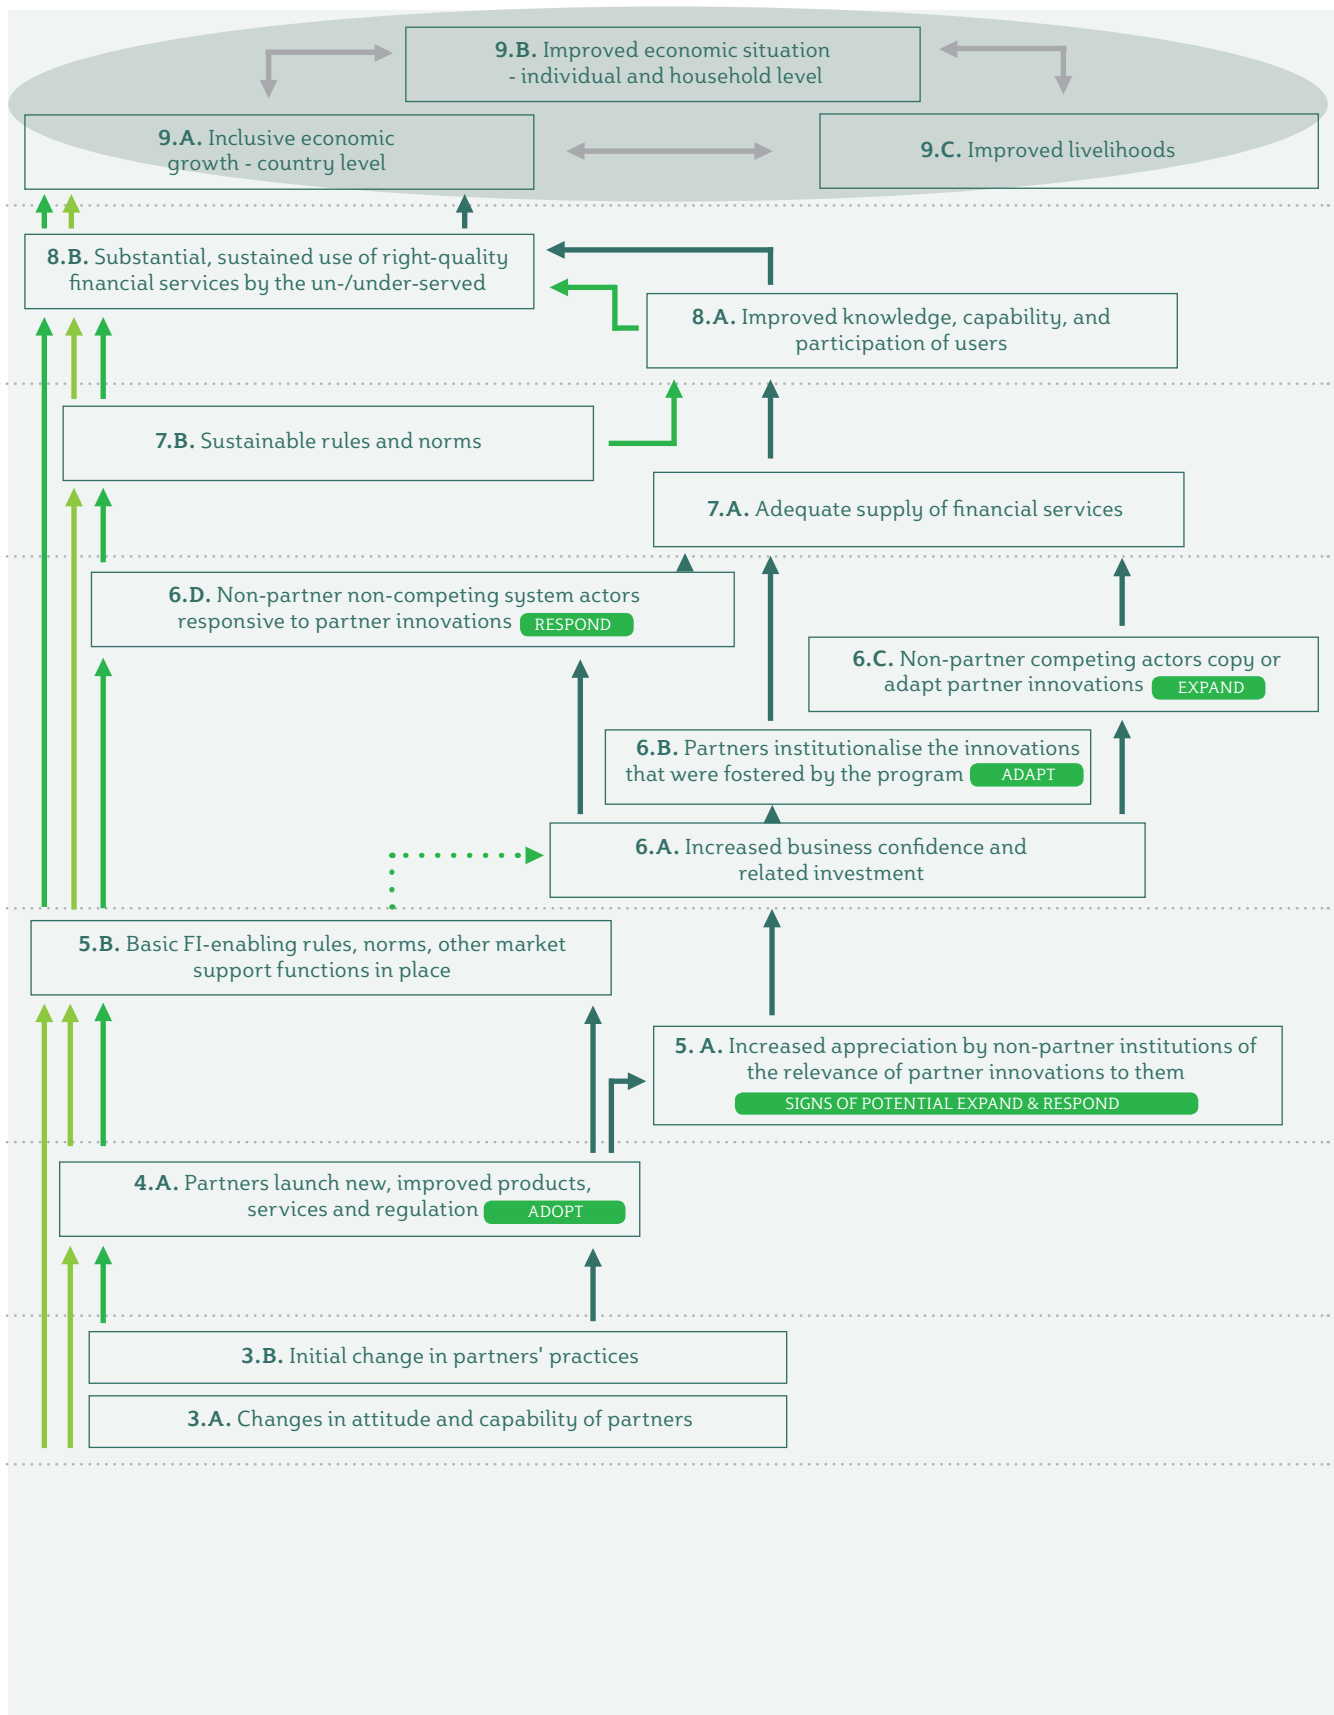 9.B. Improved economic situation
- individual and household level
9.A. Inclusive economic
growth - country level
9.C. Improved livelihoods
8.B. Substantial, sustained use of right-quality
financial services by the un-/under-served
8.A. Improved knowledge, capability, and
participation of users
7.B. Sustainable rules and norms
7.A. Adequate supply of financial services
6.D. Non-partner non-competing system actors
responsive to partner innovations RESPOND
6.C. Non-partner competing actors copy or
adapt partner innovations EXPAND
6.B. Partners institutionalise the innovations
that were fostered by the program ADAPT
6.A. Increased business confidence and
related investment
5.B. Basic FI-enabling rules, norms, other market
support functions in place
5. A. Increased appreciation by non-partner institutions of
the relevance of partner innovations to them
SIGNS OF POTENTIAL EXPAND & RESPOND
4.A. Partners launch new, improved products,
services and regulation ADOPT
3.B. Initial change in partners' practices
3.A. Changes in attitude and capability of partners